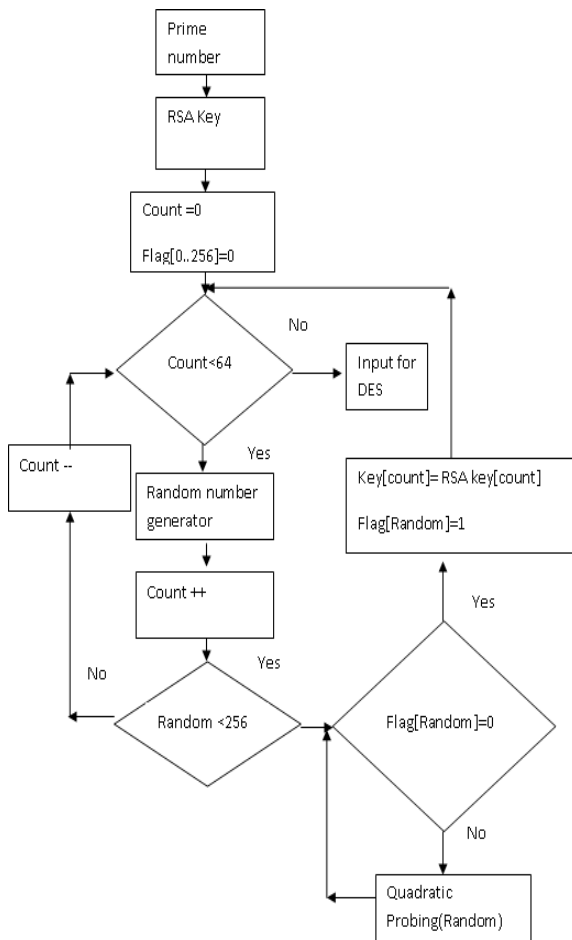 Prime
number
RSA Key
Count =0
Flag[0..256]=0
No
Count<64
Input for
DES
Yes
Count --
Random number
generator
Key[count]= RSA key[count]
Flag[Random]=1
Count ++
Yes
No
Yes
Random <256
Flag[Random]=0
No
Quadratic
Probing(Random)